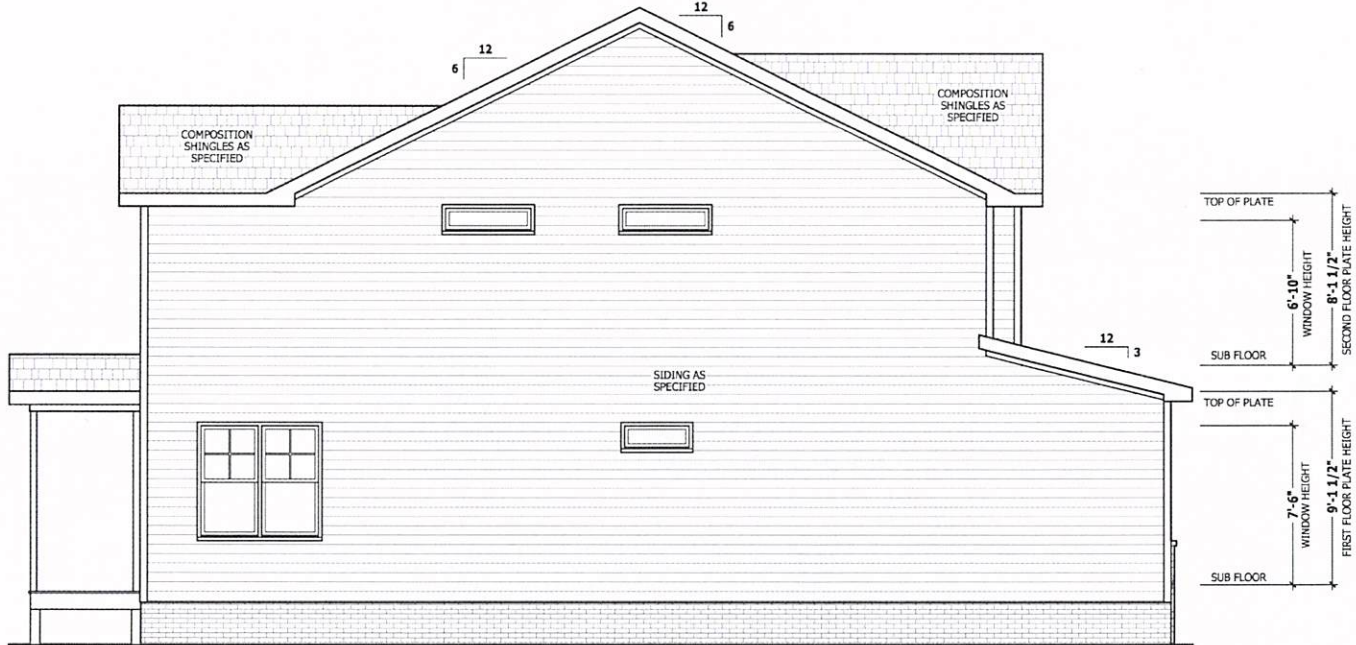 12
6
12
6
COMPOSITION
SHINGLES AS
SPECIFIED
COMPOSITION
SHINGLES AS
SPECIFIED
TOP OF PLATE
6'-10"
WINDOW HEIGHT
8'-1 1/2"
SECOND FLOOR PLATE HEIGHT
12
3
SUB FLOOR
SIDING AS
SPECIFIED
TOP OF PLATE
7'-6"
WINDOW HEIGHT
9'-1 1/2"
FIRST FLOOR PLATE HEIGHT
SUB FLOOR